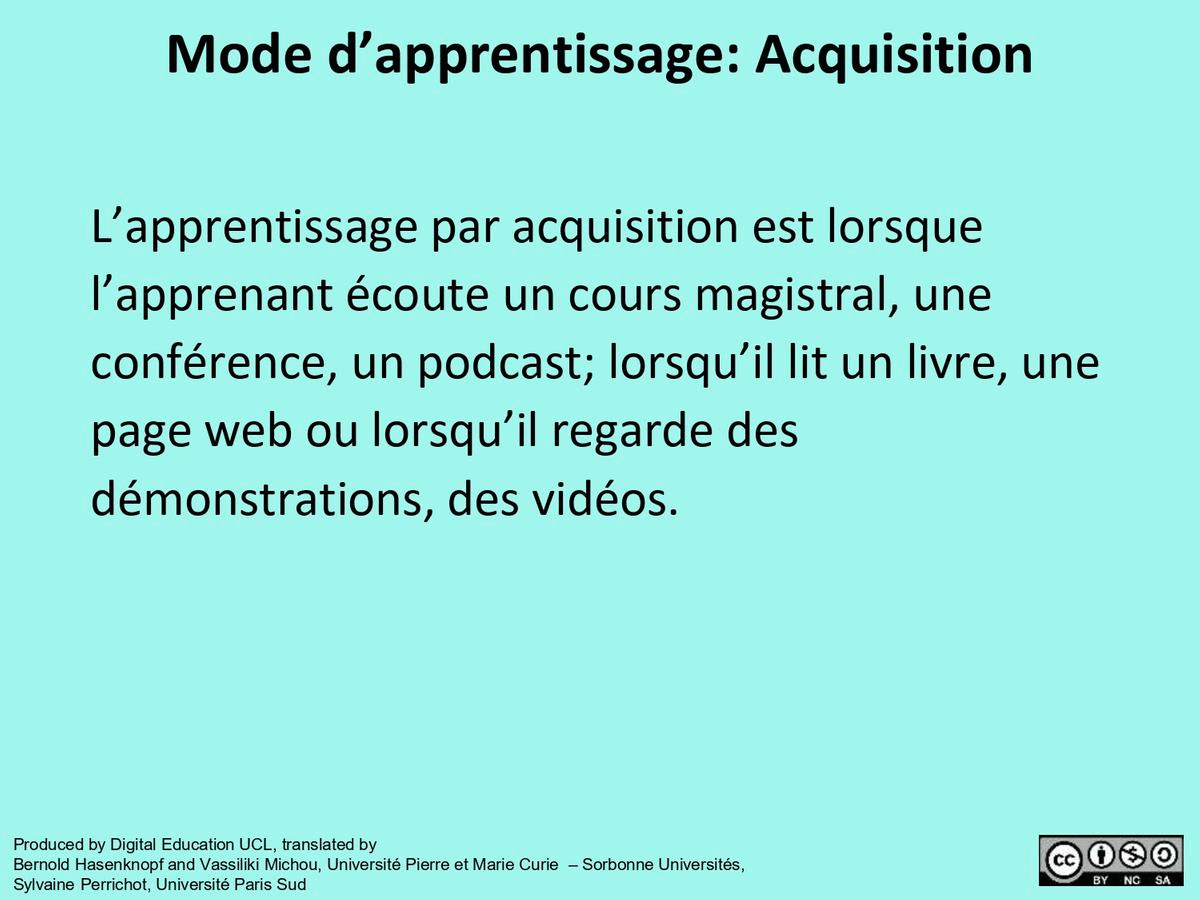 Mode d’apprentissage: Acquisition
L’apprentissage par acquisition est lorsque
l’apprenant écoute un cours magistral, une
conférence, un podcast; lorsqu’il lit un livre, une
page web ou lorsqu’il regarde des
démonstrations, des vidéos.
Produced by Digital Education UCL, translated by
Bernold Hasenknopf and Vassiliki Michou, Université Pierre et Marie Curie – Sorbonne Universités,
Sylvaine Perrichot, Université Paris Sud
cc
BY NC SA